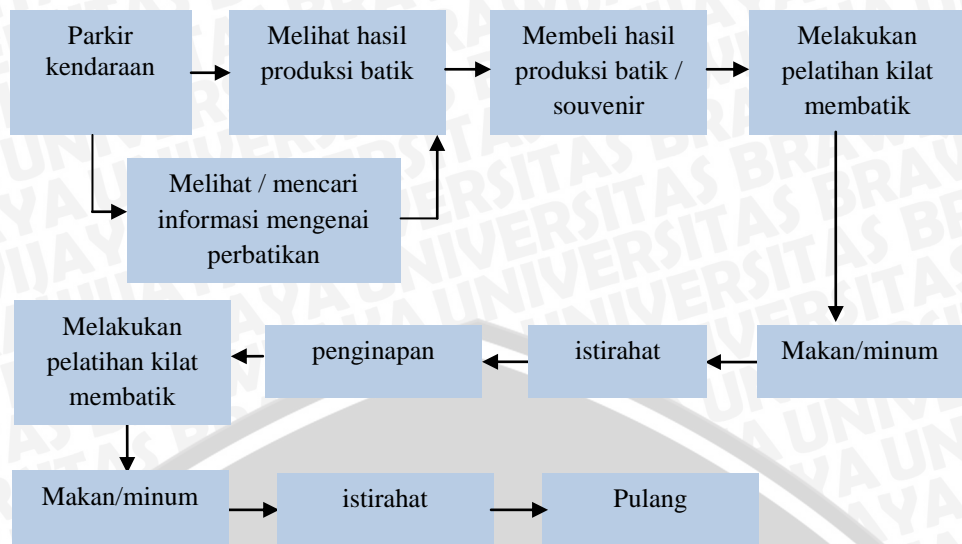 Parkir
kendaraan
Melihat hasil
produksi batik
Membeli hasil
produksi batik /
souvenir
Melakukan
pelatihan kilat
membatik
Melihat / mencari
informasi mengenai
perbatikan
Melakukan
pelatihan kilat
membatik
penginapan
istirahat
Makan/minum
Makan/minum
istirahat
Pulang